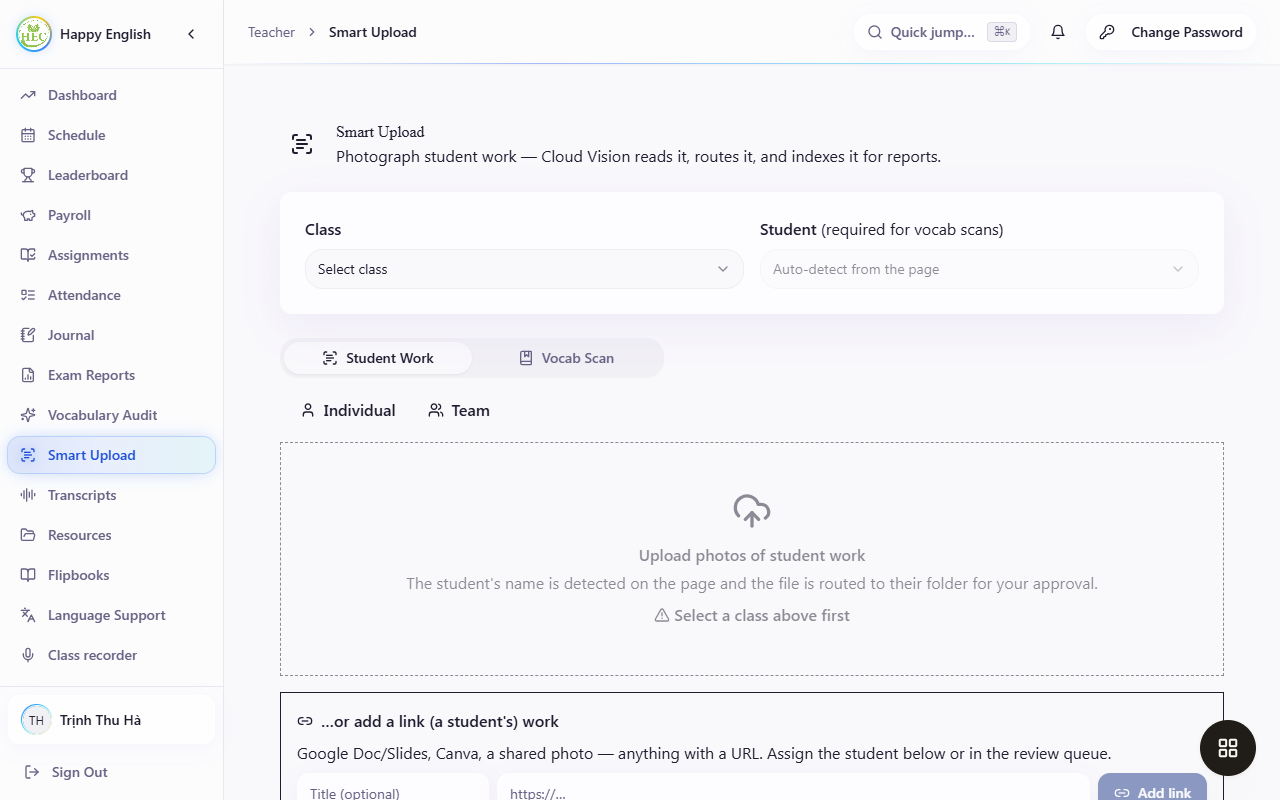 HEC
Happy English
Teacher
Smart Upload
Quick jump...
⌘K
Change Password
Dashboard
Schedule
Leaderboard
Payroll
Assignments
Attendance
Journal
Exam Reports
Vocabulary Audit
Smart Upload
Transcripts
Resources
Flipbooks
Language Support
Class recorder
TH
Trịnh Thu Hà
Sign Out
Smart Upload
Photograph student work — Cloud Vision reads it, routes it, and indexes it for reports.
Class
Select class
Student (required for vocab scans)
Auto-detect from the page
Student Work
Vocab Scan
Individual
Team
Upload photos of student work
The student's name is detected on the page and the file is routed to their folder for your approval.
Select a class above first
...or add a link (a student's) work
Google Doc/Slides, Canva, a shared photo — anything with a URL. Assign the student below or in the review queue.
Title (optional)
https://...
Add link